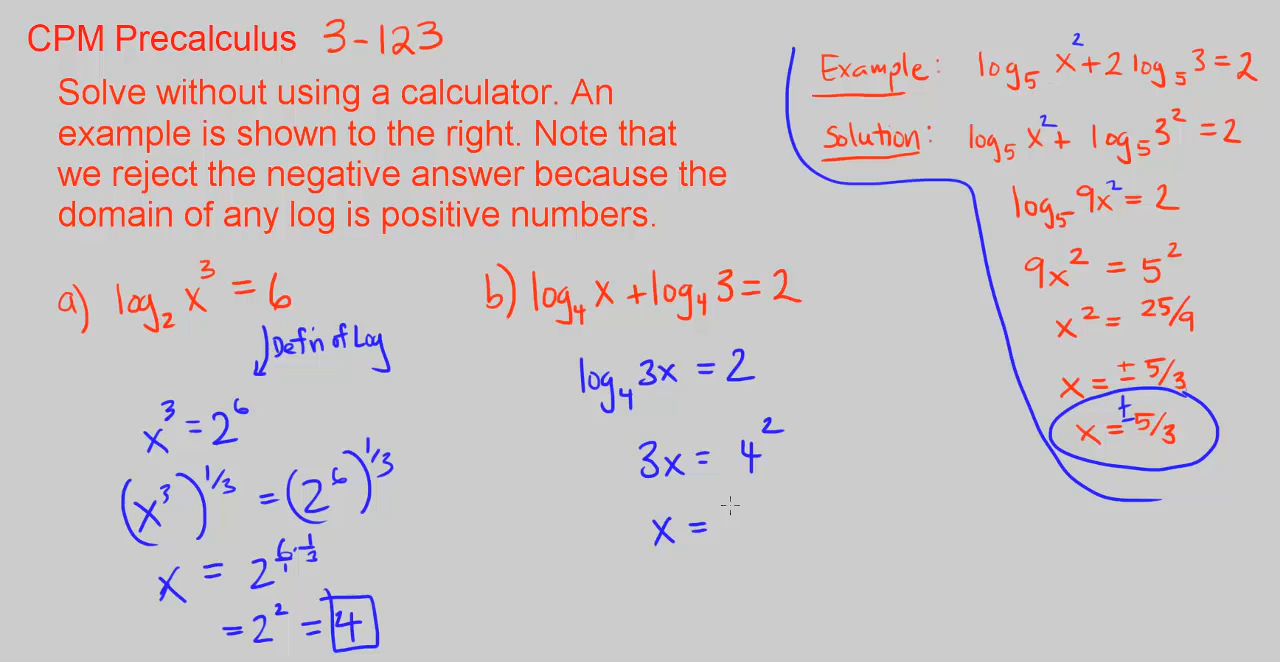 CPM Precalculus 3-123
Solve without using a calculator. An
example is shown to the right. Note that
we reject the negative answer because the
domain of any log is positive numbers.
Example: log₅ x² + 2 log₅ 3 = 2
Solution: log₅ x² + log₅ 3² = 2
log₅ 9x² = 2
9x² = 5²
x² = 25/9
x = ± 5/3
x = ± 5/3
a) log₂ x³ = 6
Def'n of Log
x³ = 2⁶
(x³)^1/3 = (2⁶)^1/3
x = 2^6/1 · 1/3
= 2² = 4
b) log₄ x + log₄ 3 = 2
log₄ 3x = 2
3x = 4²
x =